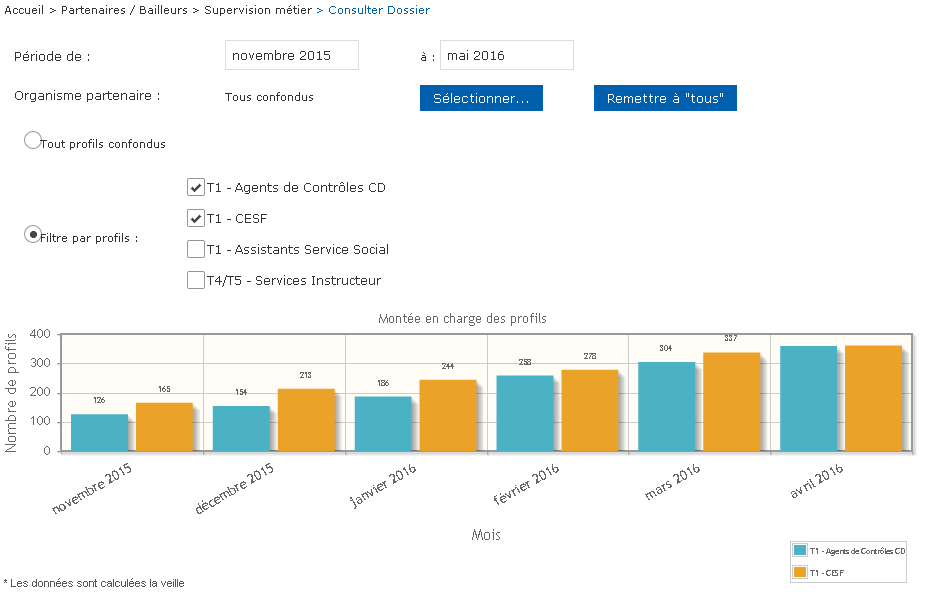 Accueil > Partenaires / Bailleurs > Supervision métier > Consulter Dossier
Période de : novembre 2015 à : mai 2016
Organisme partenaire : Tous confondus Sélectionner... Remettre à "tous"
Tout profils confondus
T1 - Agents de Contrôles CD
T1 - CESF
Filtre par profils :
T1 - Assistants Service Social
T4/T5 - Services Instructeur
Montée en charge des profils
Nombre de profils
400
300
200
100
0
126 165 154 213 186 244 258 278 304 337
novembre 2015 décembre 2015 janvier 2016 février 2016 mars 2016 avril 2016
Mois
T1 - Agents de Contrôles CD
T1 - CESF
* Les données sont calculées la veille